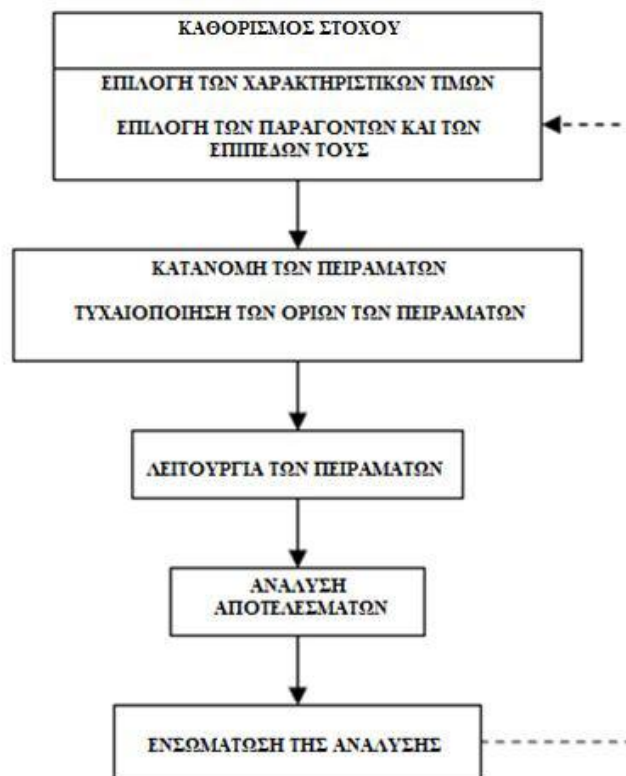 ΚΑΘΟΡΙΣΜΟΣ ΣΤΟΧΟΥ
ΕΠΙΛΟΓΗ ΤΩΝ ΧΑΡΑΚΤΗΡΙΣΤΙΚΩΝ ΤΙΜΩΝ
ΕΠΙΛΟΓΗ ΤΩΝ ΠΑΡΑΓΟΝΤΩΝ ΚΑΙ ΤΩΝ
ΕΠΙΠΕΔΩΝ ΤΟΥΣ
ΚΑΤΑΝΟΜΗ ΤΩΝ ΠΕΙΡΑΜΑΤΩΝ
ΤΥΧΑΙΟΠΟΙΗΣΗ ΤΩΝ ΟΡΙΩΝ ΤΩΝ ΠΕΙΡΑΜΑΤΩΝ
ΛΕΙΤΟΥΡΓΙΑ ΤΩΝ ΠΕΙΡΑΜΑΤΩΝ
ΑΝΑΛΥΣΗ
ΑΠΟΤΕΛΕΣΜΑΤΩΝ
ΕΝΣΩΜΑΤΩΣΗ ΤΗΣ ΑΝΑΛΥΣΗΣ